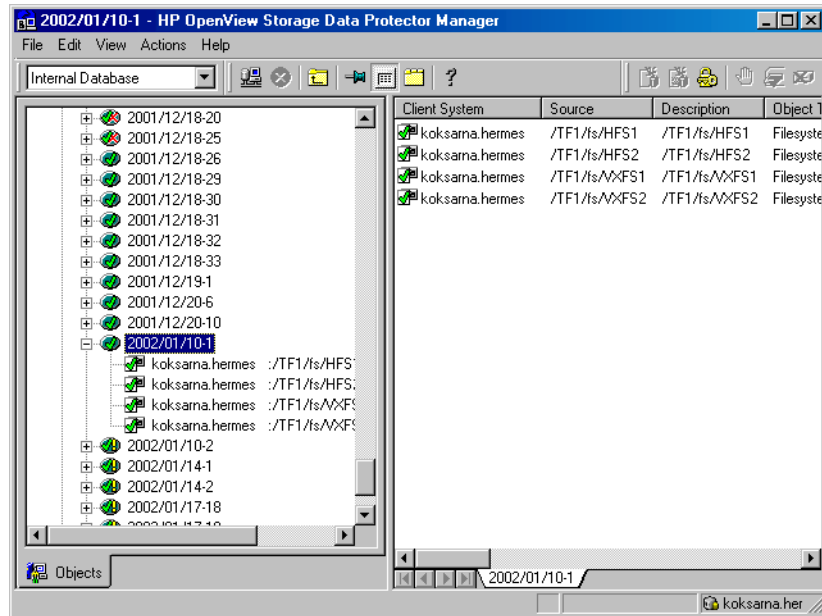 2002/01/10-1 - HP OpenView Storage Data Protector Manager
File Edit View Actions Help
Internal Database
2001/12/18-20
2001/12/18-25
2001/12/18-26
2001/12/18-29
2001/12/18-30
2001/12/18-31
2001/12/18-32
2001/12/18-33
2001/12/19-1
2001/12/20-6
2001/12/20-10
2002/01/10-1
koksarna.hermes :/TF1/fs/HFS
koksarna.hermes :/TF1/fs/HFS
koksarna.hermes :/TF1/fs/VXFS
koksarna.hermes :/TF1/fs/VXFS
2002/01/10-2
2002/01/14-1
2002/01/14-2
2002/01/17-18
Objects
Client System Source Description Object T
koksarna.hermes /TF1/fs/HFS1 /TF1/fs/HFS1 Filesyste
koksarna.hermes /TF1/fs/HFS2 /TF1/fs/HFS2 Filesyste
koksarna.hermes /TF1/fs/VXFS1 /TF1/fs/VXFS1 Filesyste
koksarna.hermes /TF1/fs/VXFS2 /TF1/fs/VXFS2 Filesyste
2002/01/10-1
koksarna.her